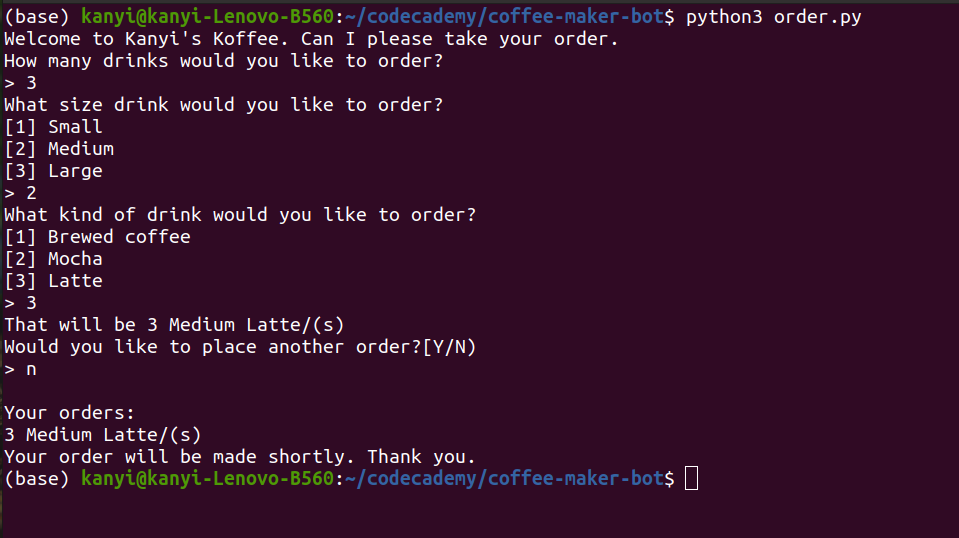 (base) kanyi@kanyi-Lenovo-B560:~/codecademy/coffee-maker-bot$ python3 order.py
Welcome to Kanyi's Koffee. Can I please take your order.
How many drinks would you like to order?
> 3
What size drink would you like to order?
[1] Small
[2] Medium
[3] Large
> 2
What kind of drink would you like to order?
[1] Brewed coffee
[2] Mocha
[3] Latte
> 3
That will be 3 Medium Latte/(s)
Would you like to place another order?[Y/N)
> n

Your orders:
3 Medium Latte/(s)
Your order will be made shortly. Thank you.
(base) kanyi@kanyi-Lenovo-B560:~/codecademy/coffee-maker-bot$